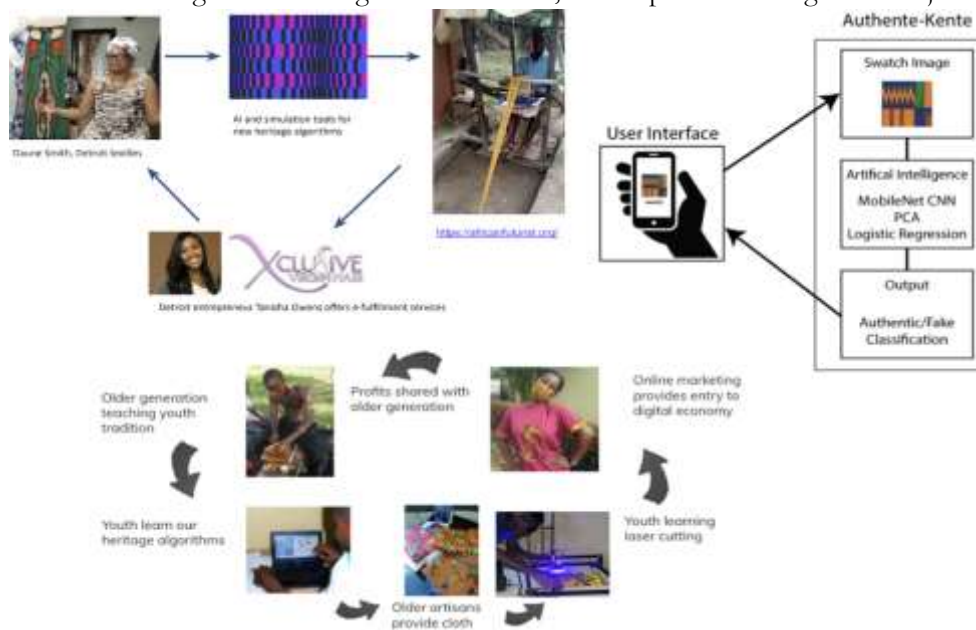 Authente-Kente
Swatch Image
User Interface
Artifical Intelligence
MobileNet CNN
PCA
Logistic Regression
Output
Authentic/Fake
Classification
AI and simulation tools for
new heritage algorithms
Smith, Detroit textiles
https://africanfuturist.org/
XCLUSIVE
Detroit entrepreneur Owens offers e-fulfillment services
Profits shared with
older generation
Older generation
teaching youth
tradition
Online marketing
provides entry to
digital economy
Youth learn our
heritage algorithms
Youth learning
laser cutting
Older artisans
provide cloth